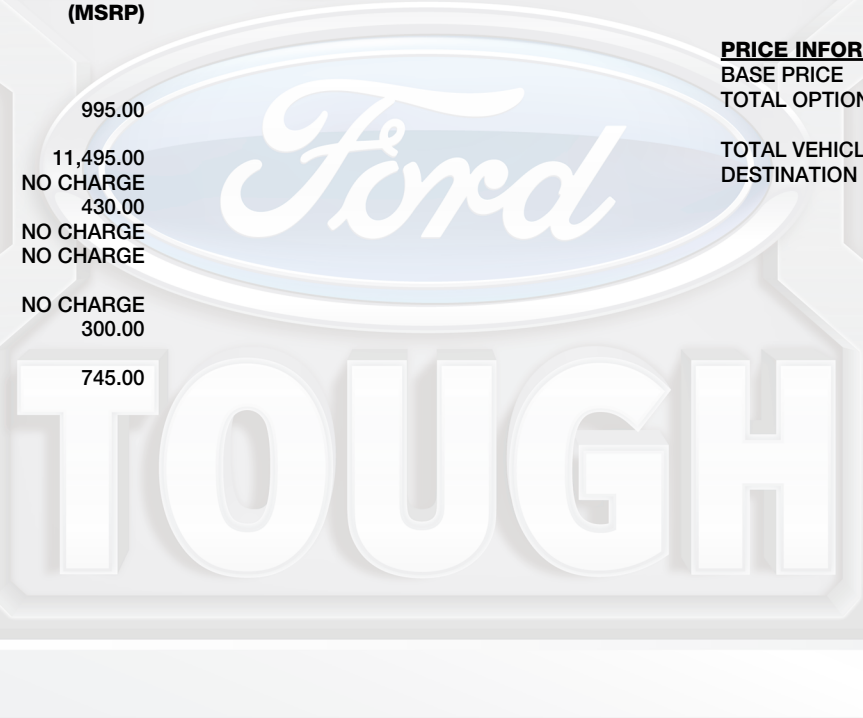 (MSRP)
995.00
11,495.00
NO CHARGE
430.00
NO CHARGE
NO CHARGE
NO CHARGE
300.00
745.00
PRICE INFOR
BASE PRICE
TOTAL OPTION
TOTAL VEHICL
DESTINATION
Ford
TOUGH